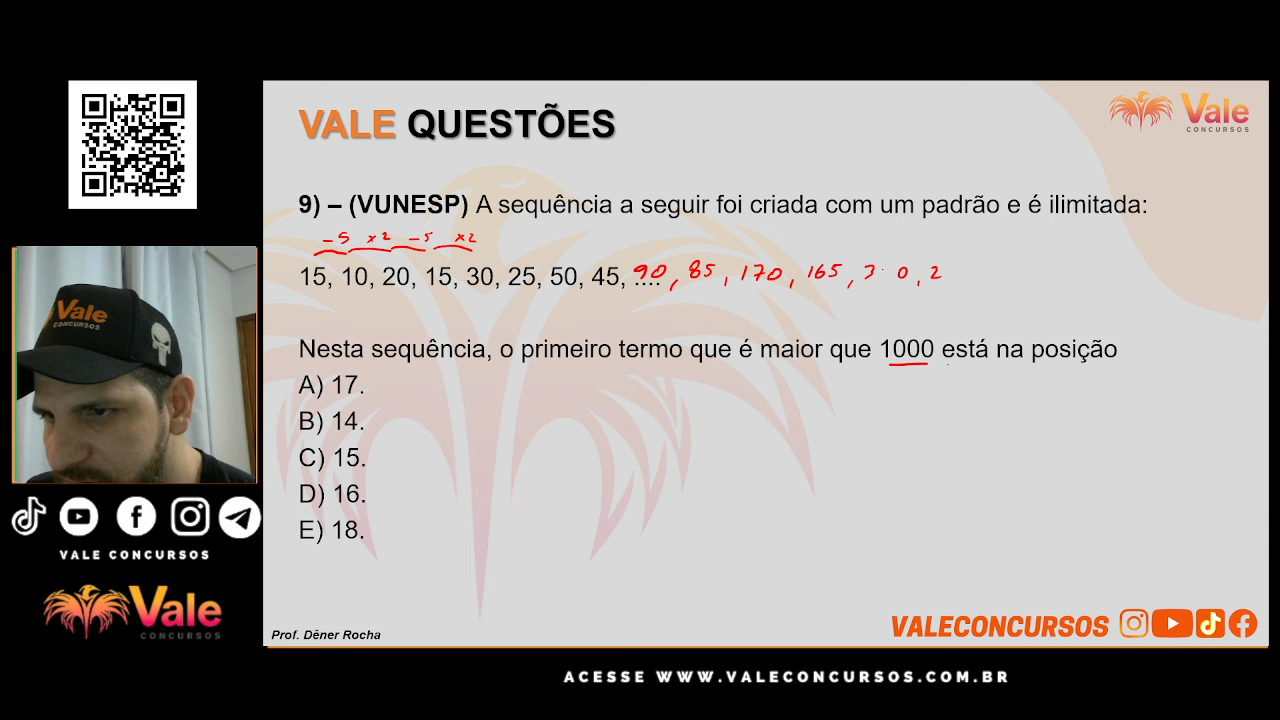 VALE QUESTÕES
Vale
CONCURSOS
9) – (VUNESP) A sequência a seguir foi criada com um padrão e é ilimitada:
-5 x2 -5 x2
15, 10, 20, 15, 30, 25, 50, 45, .... 90, 85, 170, 165, 2
Nesta sequência, o primeiro termo que é maior que 1000 está na posição
A) 17.
B) 14.
C) 15.
D) 16.
E) 18.
Vale
CONCURSOS
VALE CONCURSOS
Vale
CONCURSOS
Prof. Dêner Rocha
VALECONCURSOS
ACESSE WWW.VALECONCURSOS.COM.BR